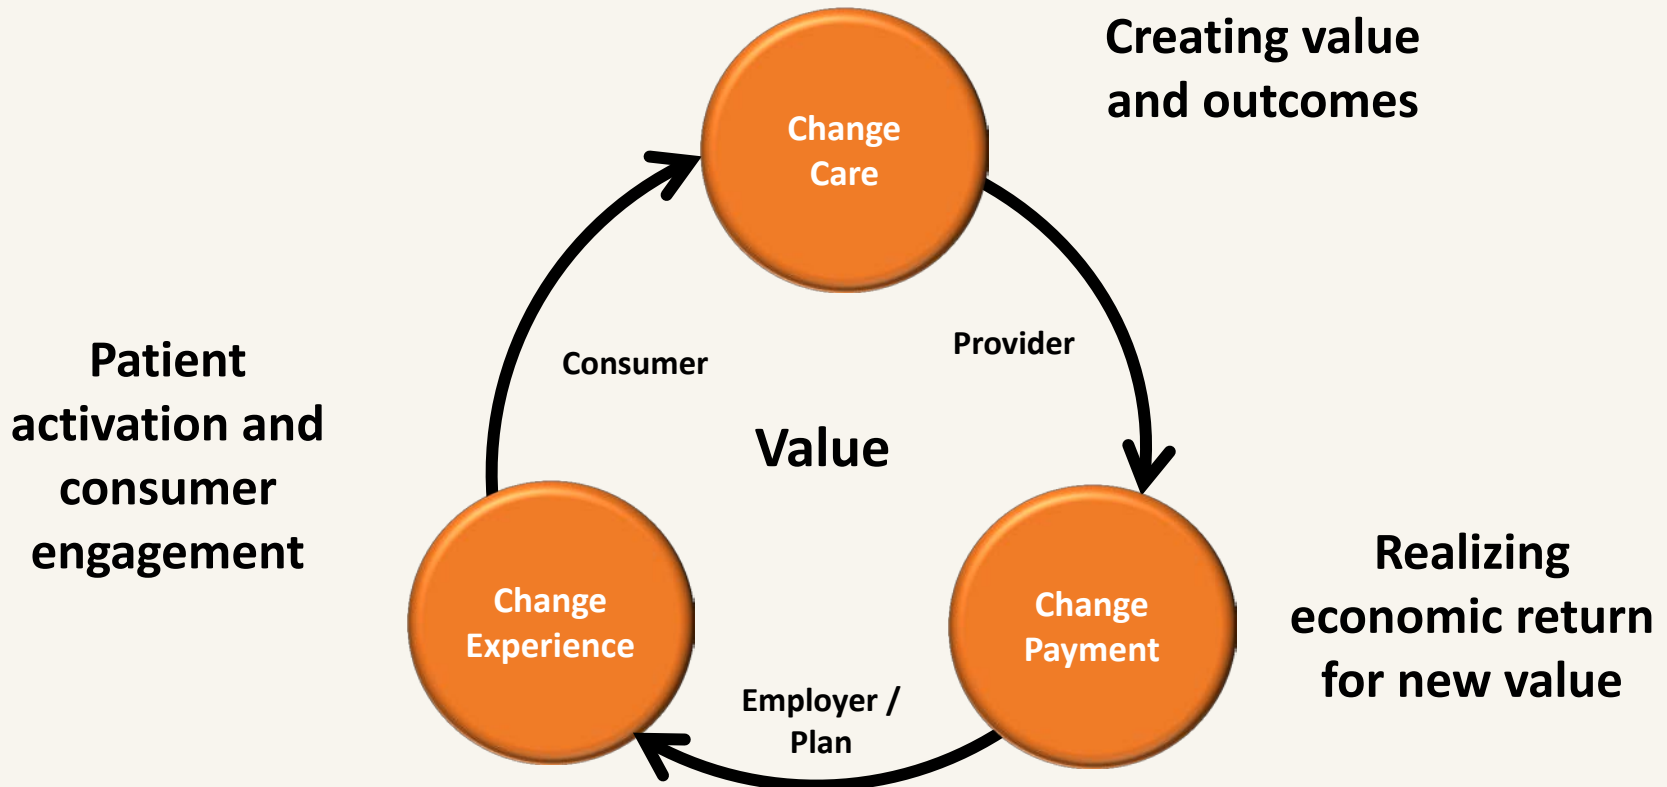 Creating value
and outcomes
Change
Care
Provider
Consumer
Patient
activation and
consumer
engagement
Value
Realizing
economic return
for new value
Change
Experience
Change
Payment
Employer /
Plan